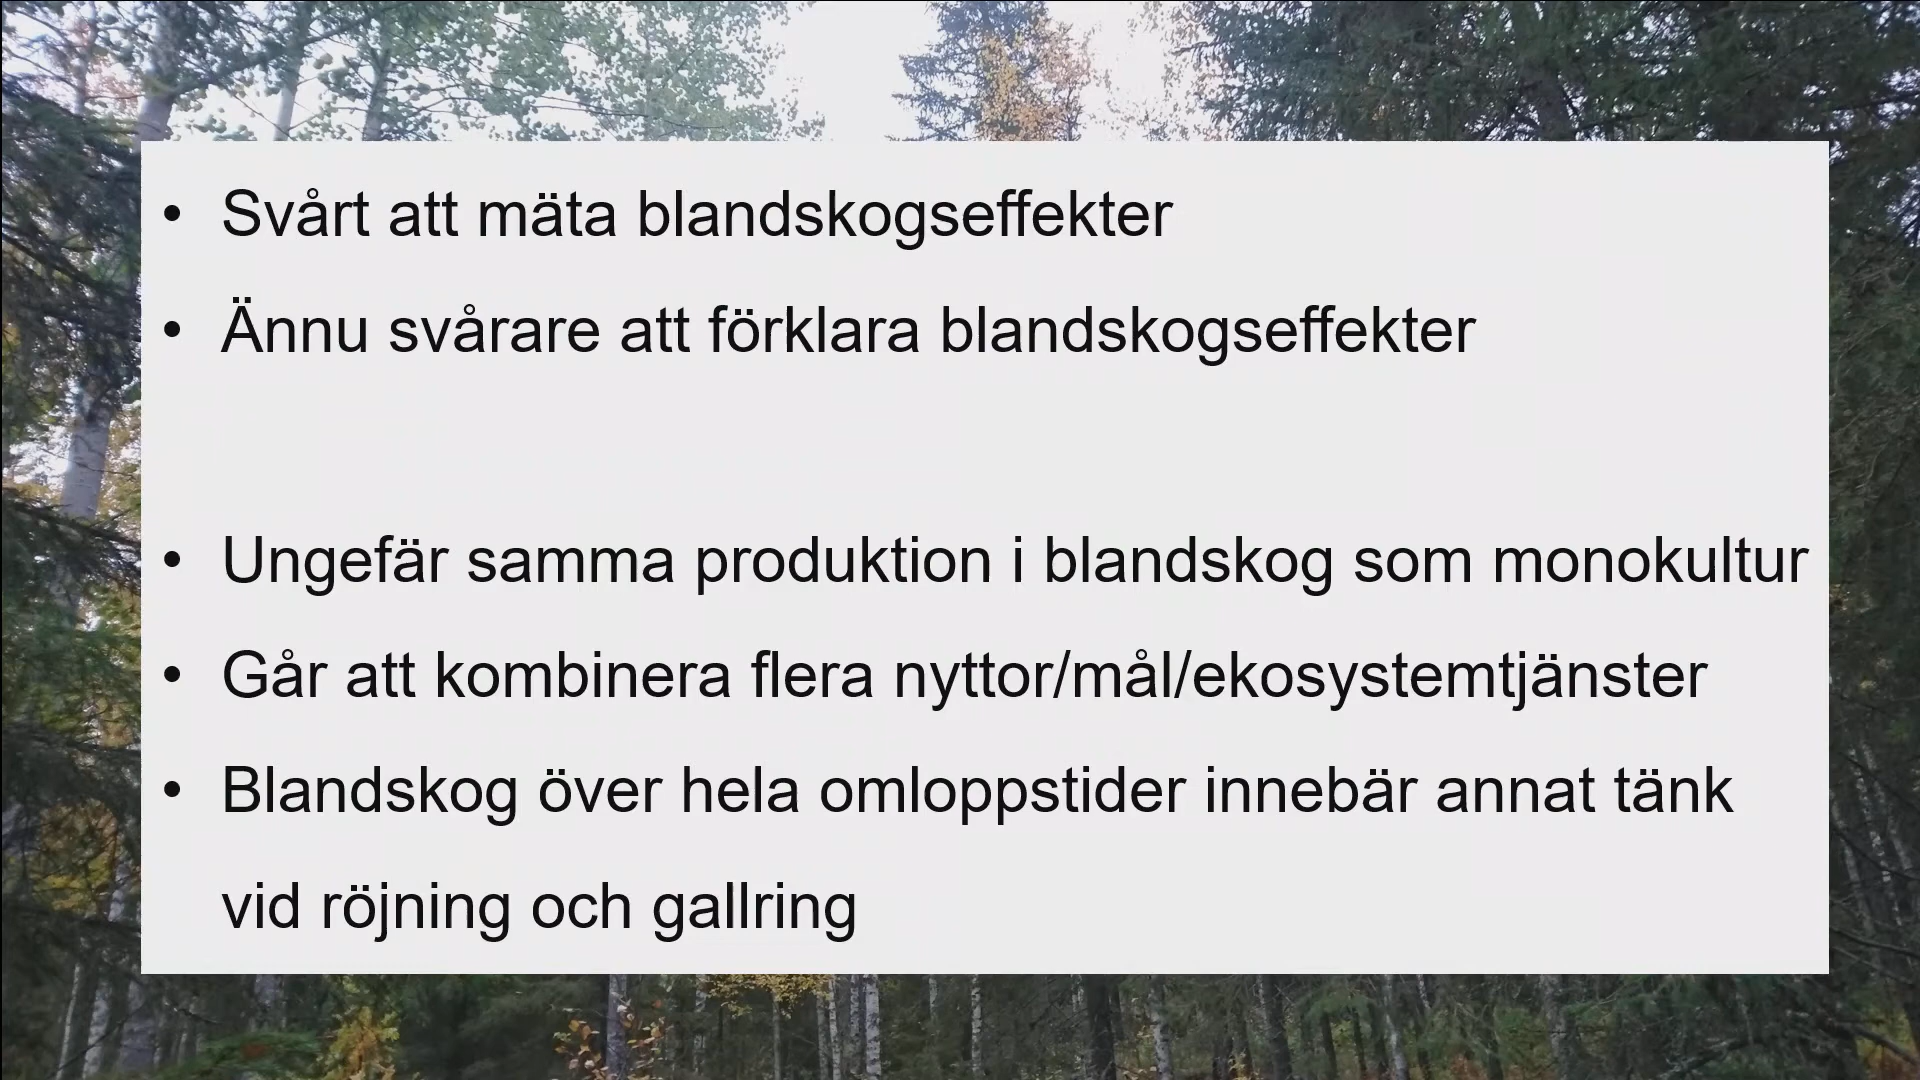 • Svårt att mäta blandskogseffekter
• Ännu svårare att förklara blandskogseffekter
• Ungefär samma produktion i blandskog som monokultur
• Går att kombinera flera nyttor/mål/ekosystemtjänster
• Blandskog över hela omloppstider innebär annat tänk
vid röjning och gallring